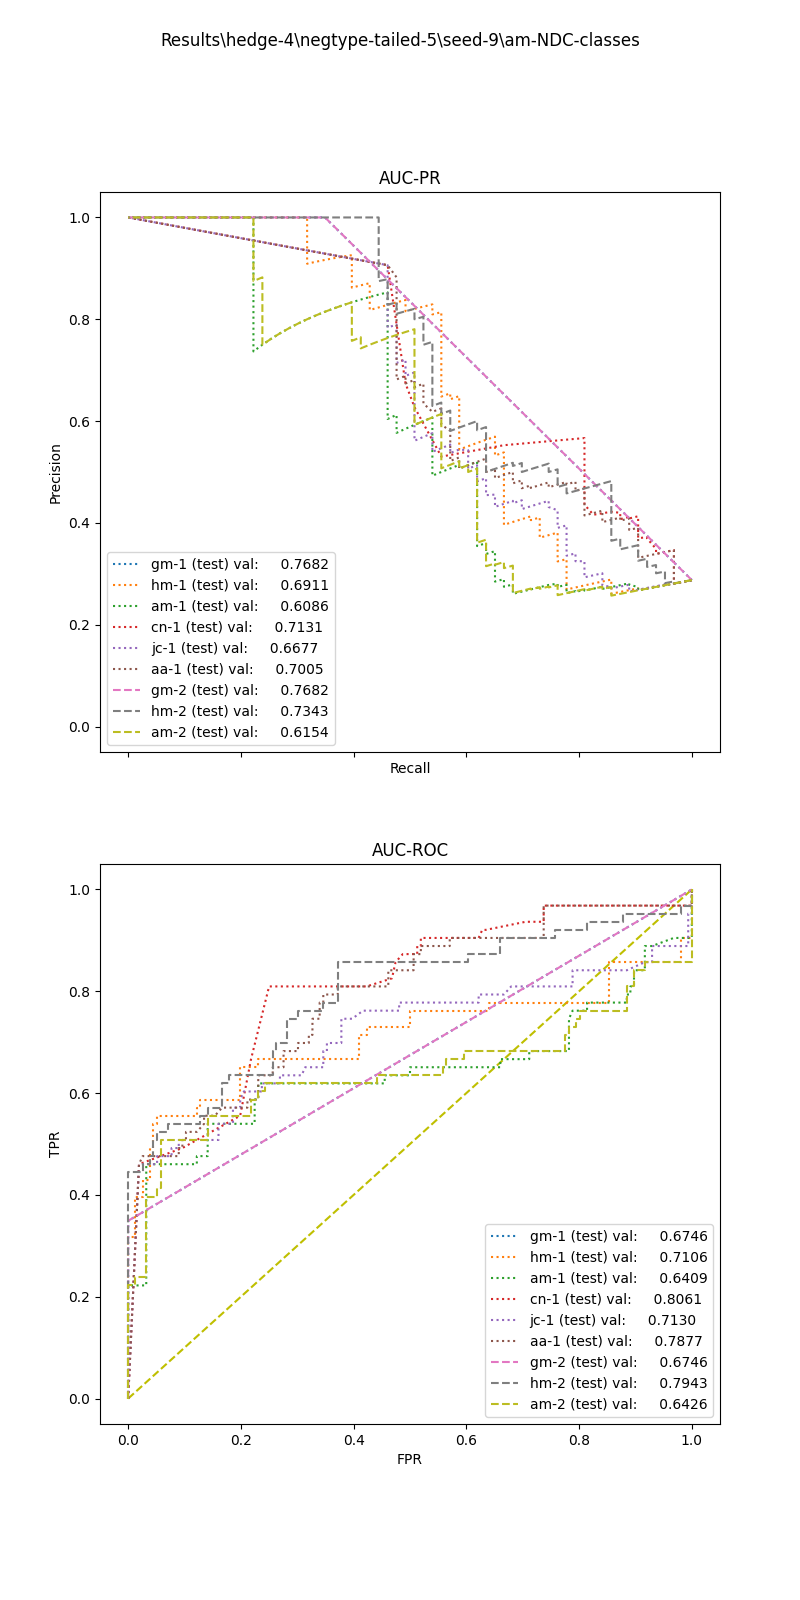 Results\hedge-4\negtype-tailed-5\seed-9\am-NDC-classes
AUC-PR
1.0
0.8
0.6
0.4
0.2
0.0
Precision
gm-1 (test) val: 0.7682
hm-1 (test) val: 0.6911
am-1 (test) val: 0.6086
cn-1 (test) val: 0.7131
jc-1 (test) val: 0.6677
aa-1 (test) val: 0.7005
gm-2 (test) val: 0.7682
hm-2 (test) val: 0.7343
am-2 (test) val: 0.6154
Recall
AUC-ROC
1.0
0.8
0.6
0.4
0.2
0.0
TPR
gm-1 (test) val: 0.6746
hm-1 (test) val: 0.7106
am-1 (test) val: 0.6409
cn-1 (test) val: 0.8061
jc-1 (test) val: 0.7130
aa-1 (test) val: 0.7877
gm-2 (test) val: 0.6746
hm-2 (test) val: 0.7943
am-2 (test) val: 0.6426
0.0 0.2 0.4 0.6 0.8 1.0
FPR